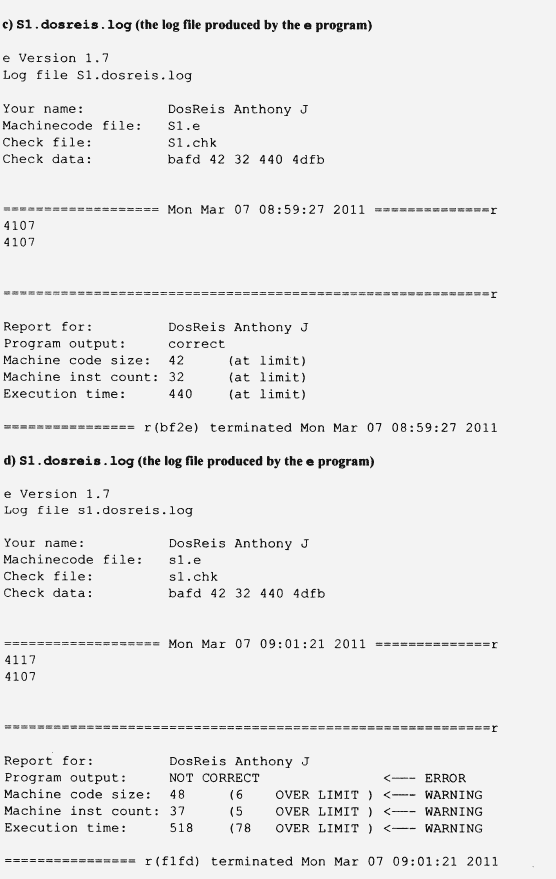 c) S1.dosreis.log (the log file produced by the e program)
e Version 1.7
Log file S1.dosreis.log
Your name: DosReis Anthony J
Machinecode file: S1.e
Check file: S1.chk
Check data: bafd 42 32 440 4dfb
=================== Mon Mar 07 08:59:27 2011 ==============r
4107
4107
===========================================================r
Report for: DosReis Anthony J
Program output: correct
Machine code size: 42 (at limit)
Machine inst count: 32 (at limit)
Execution time: 440 (at limit)
================ r(bf2e) terminated Mon Mar 07 08:59:27 2011
d) S1.dosreis.log (the log file produced by the e program)
e Version 1.7
Log file s1.dosreis.log
Your name: DosReis Anthony J
Machinecode file: s1.e
Check file: s1.chk
Check data: bafd 42 32 440 4dfb
=================== Mon Mar 07 09:01:21 2011 ==============r
4117
4107
===========================================================r
Report for: DosReis Anthony J
Program output: NOT CORRECT <--- ERROR
Machine code size: 48 (6 OVER LIMIT ) <--- WARNING
Machine inst count: 37 (5 OVER LIMIT ) <--- WARNING
Execution time: 518 (78 OVER LIMIT ) <--- WARNING
================ r(f1fd) terminated Mon Mar 07 09:01:21 2011